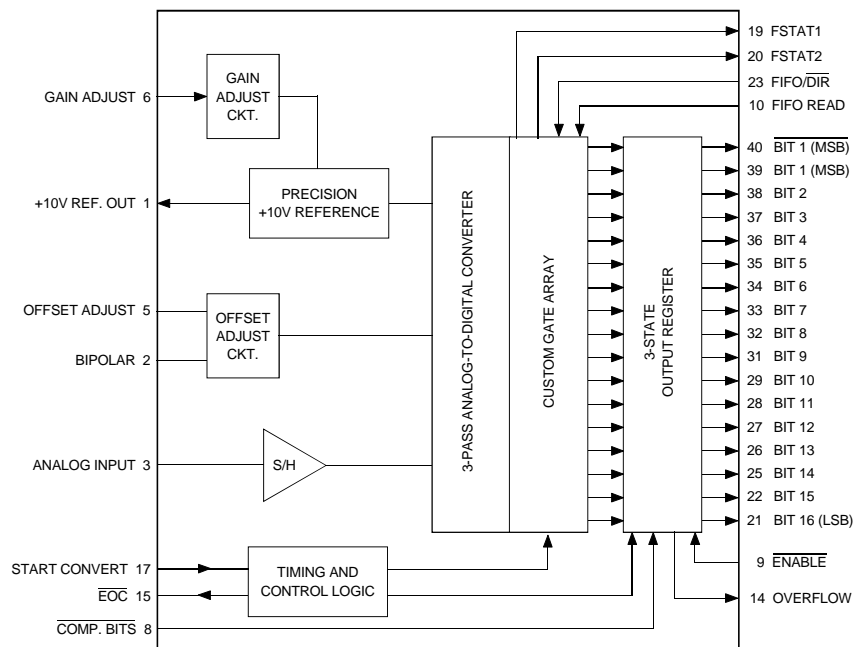 19 FSTAT1
20 FSTAT2
23 FIFO/DIR
10 FIFO READ
GAIN ADJUST 6
GAIN
ADJUST
CKT.
+10V REF. OUT 1
PRECISION
+10V REFERENCE
OFFSET ADJUST 5
BIPOLAR 2
OFFSET
ADJUST
CKT.
ANALOG INPUT 3
S/H
3-PASS ANALOG-TO-DIGITAL CONVERTER
CUSTOM GATE ARRAY
3-STATE
OUTPUT REGISTER
40 BIT 1 (MSB)
39 BIT 1 (MSB)
38 BIT 2
37 BIT 3
36 BIT 4
35 BIT 5
34 BIT 6
33 BIT 7
32 BIT 8
31 BIT 9
29 BIT 10
28 BIT 11
27 BIT 12
26 BIT 13
25 BIT 14
22 BIT 15
21 BIT 16 (LSB)
START CONVERT 17
EOC 15
COMP. BITS 8
TIMING AND
CONTROL LOGIC
9 ENABLE
14 OVERFLOW